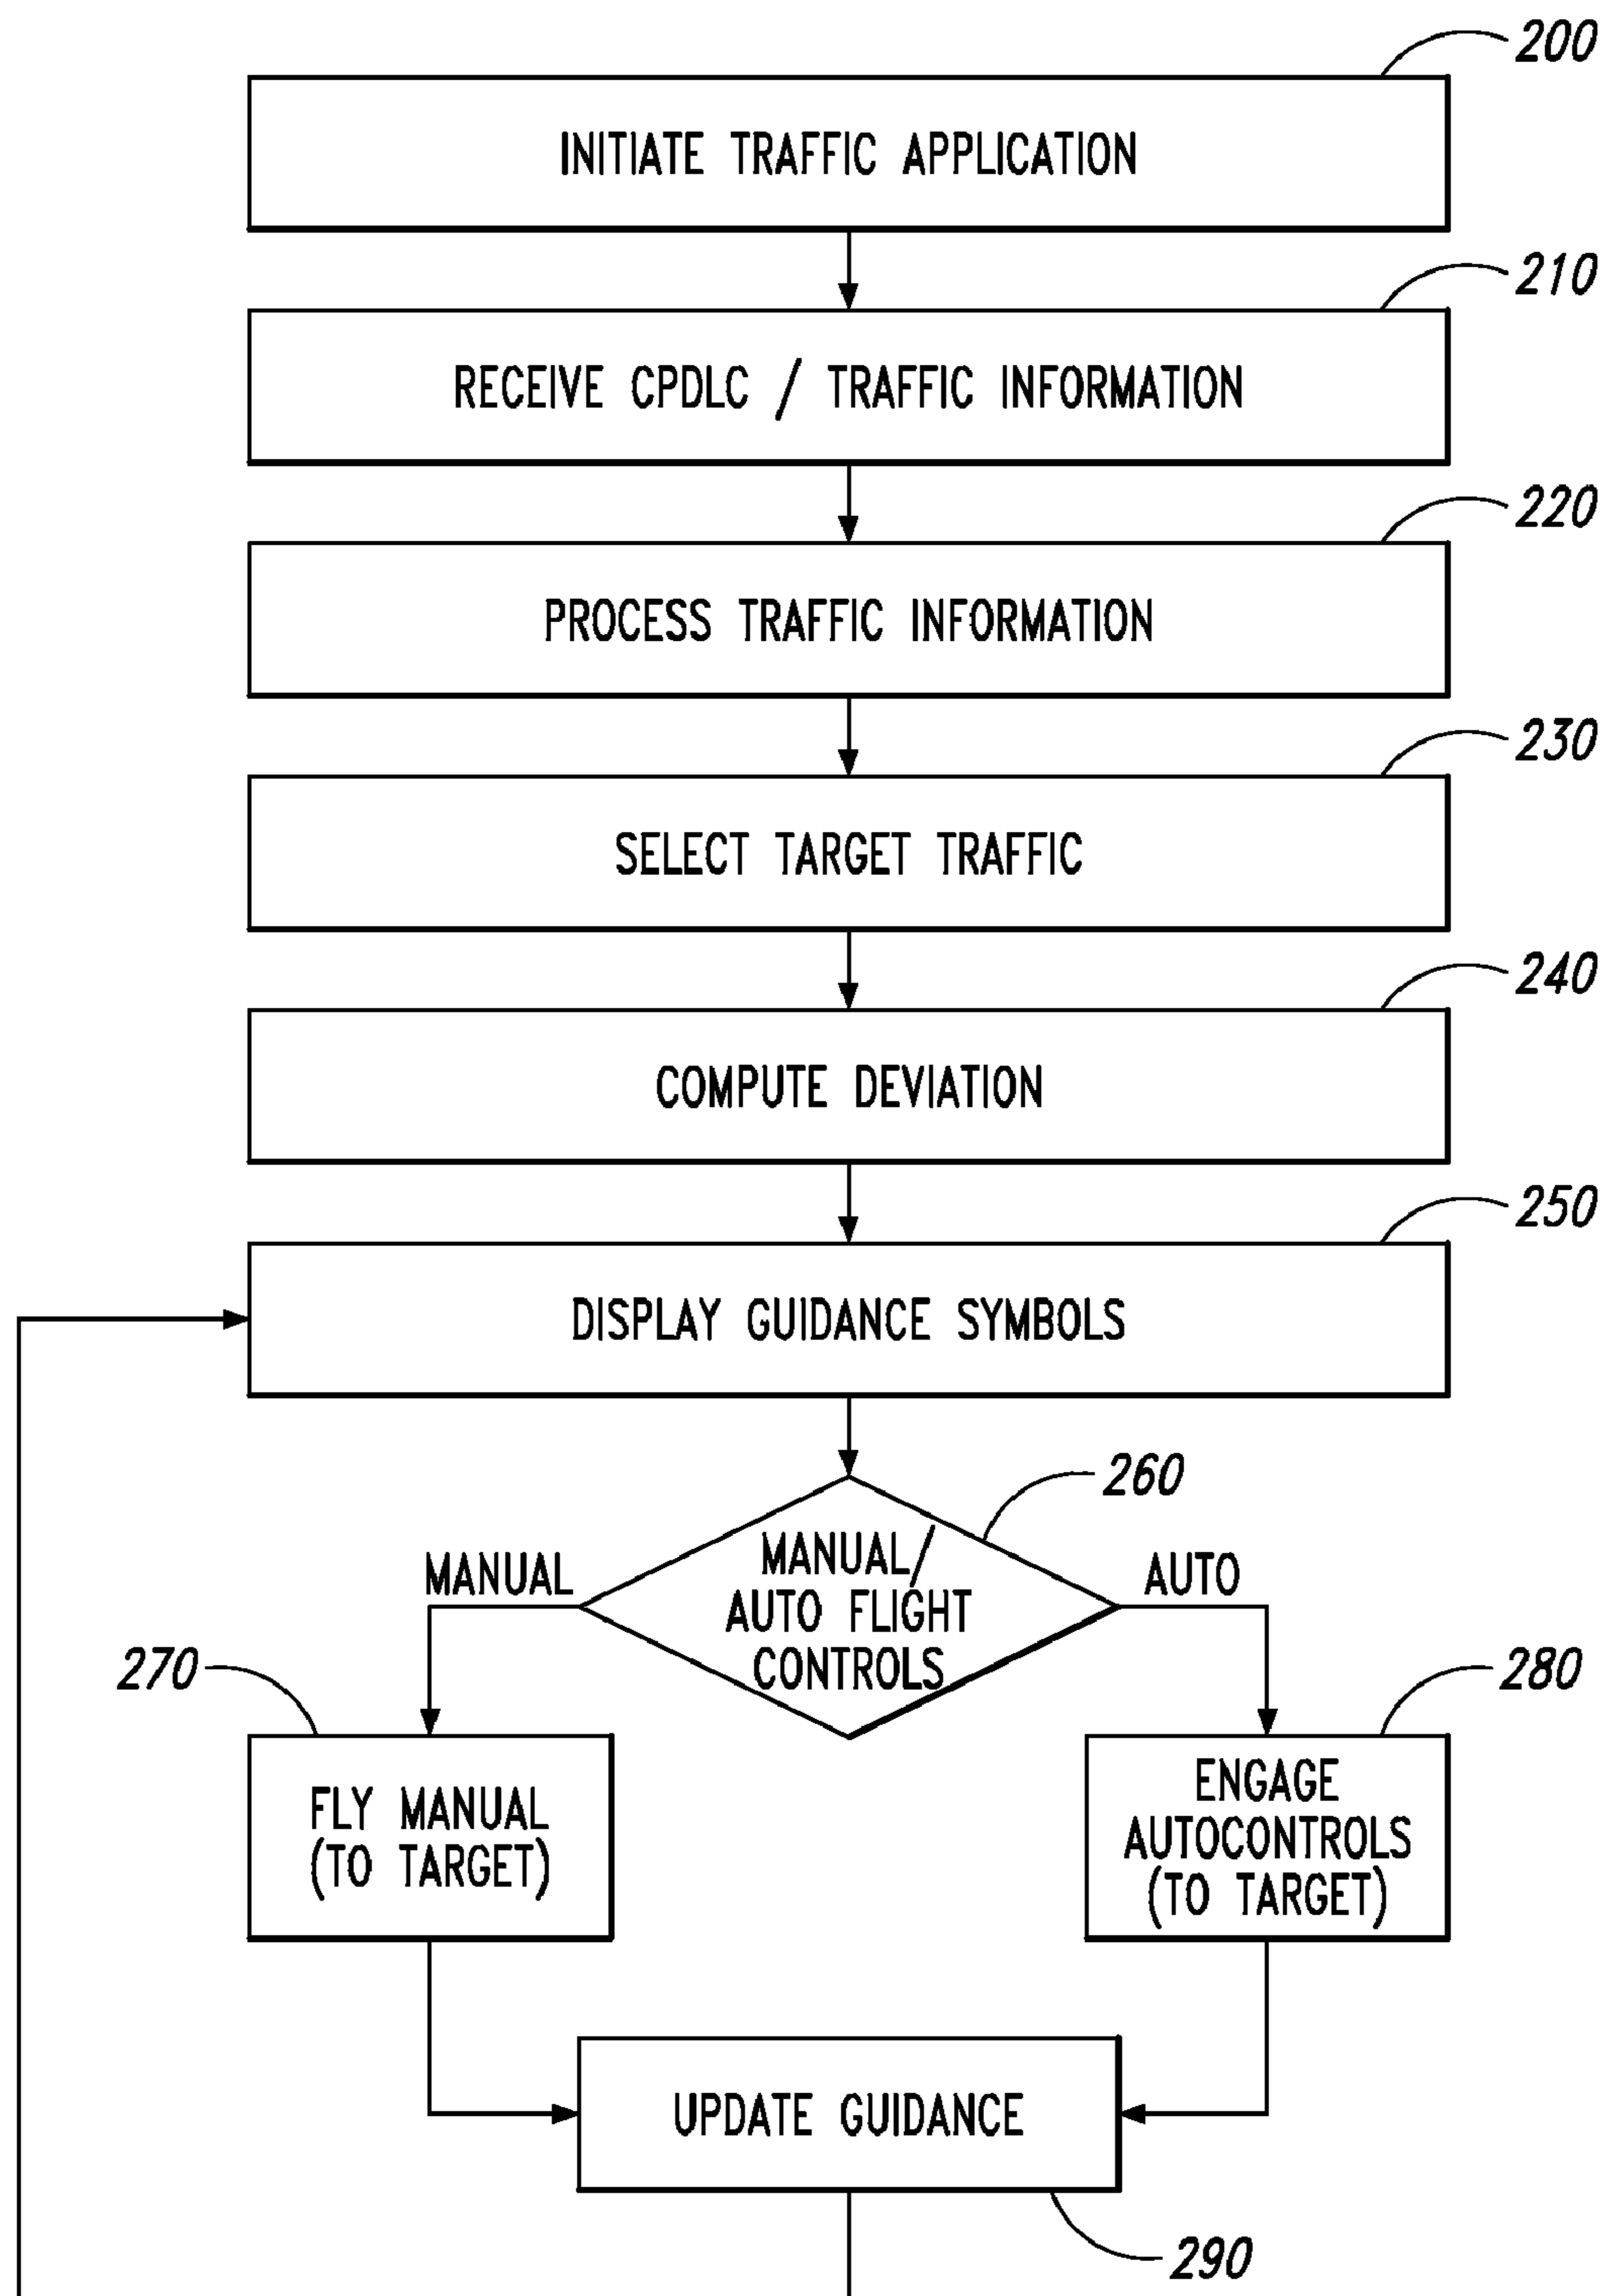 200
INITIATE TRAFFIC APPLICATION
210
RECEIVE CPDLC / TRAFFIC INFORMATION
220
PROCESS TRAFFIC INFORMATION
230
SELECT TARGET TRAFFIC
240
COMPUTE DEVIATION
250
DISPLAY GUIDANCE SYMBOLS
260
MANUAL
MANUAL/
AUTO FLIGHT
CONTROLS
AUTO
270
FLY MANUAL
(TO TARGET)
280
ENGAGE
AUTOCONTROLS
(TO TARGET)
UPDATE GUIDANCE
290